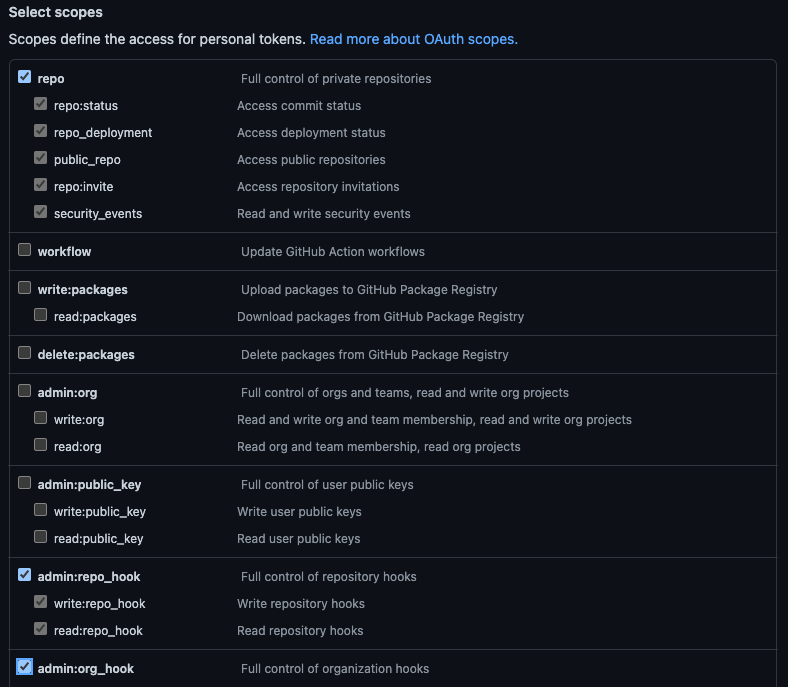 Select scopes
Scopes define the access for personal tokens. Read more about OAuth scopes.
repo Full control of private repositories
repo:status Access commit status
repo_deployment Access deployment status
public_repo Access public repositories
repo:invite Access repository invitations
security_events Read and write security events
workflow Update GitHub Action workflows
write:packages Upload packages to GitHub Package Registry
read:packages Download packages from GitHub Package Registry
delete:packages Delete packages from GitHub Package Registry
admin:org Full control of orgs and teams, read and write org projects
write:org Read and write org and team membership, read and write org projects
read:org Read org and team membership, read org projects
admin:public_key Full control of user public keys
write:public_key Write user public keys
read:public_key Read user public keys
admin:repo_hook Full control of repository hooks
write:repo_hook Write repository hooks
read:repo_hook Read repository hooks
admin:org_hook Full control of organization hooks